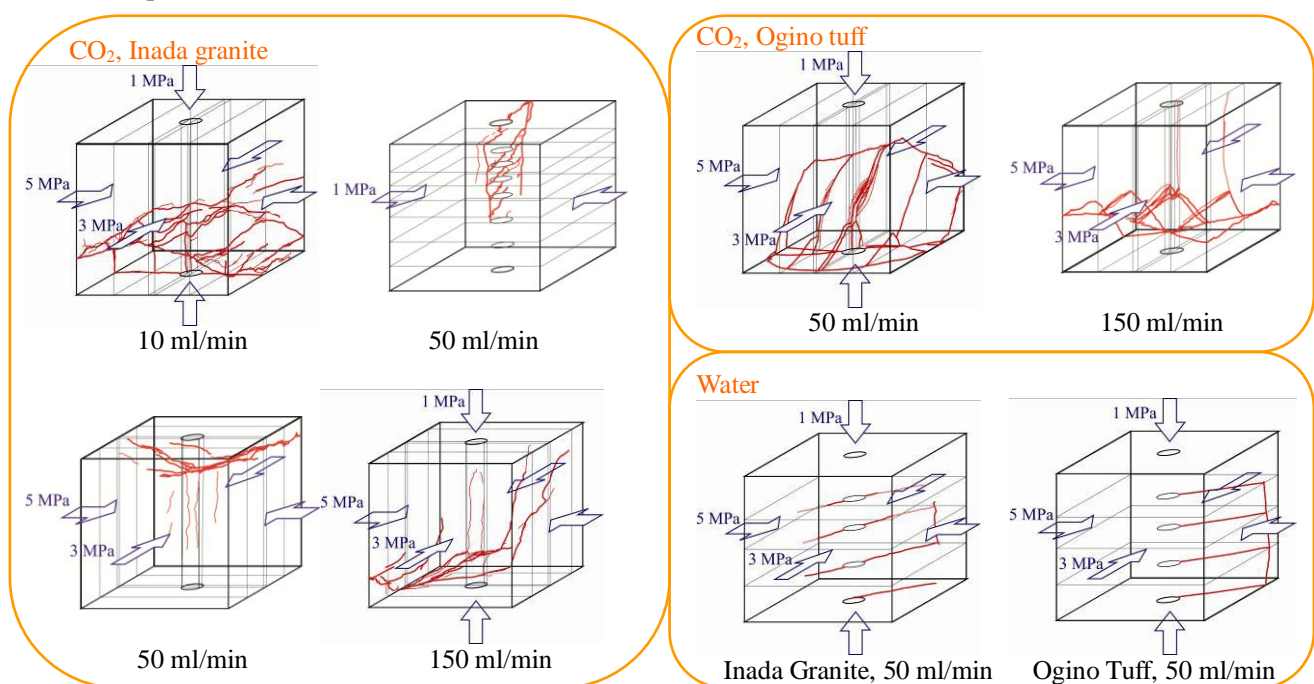 CO₂, Inada granite
1 MPa
5 MPa
3 MPa
10 ml/min
1 MPa
50 ml/min
5 MPa
3 MPa
50 ml/min
1 MPa
5 MPa
3 MPa
150 ml/min
CO₂, Ogino tuff
1 MPa
5 MPa
3 MPa
50 ml/min
5 MPa
3 MPa
150 ml/min
Water
1 MPa
5 MPa
3 MPa
Inada Granite, 50 ml/min
1 MPa
5 MPa
3 MPa
Ogino Tuff, 50 ml/min